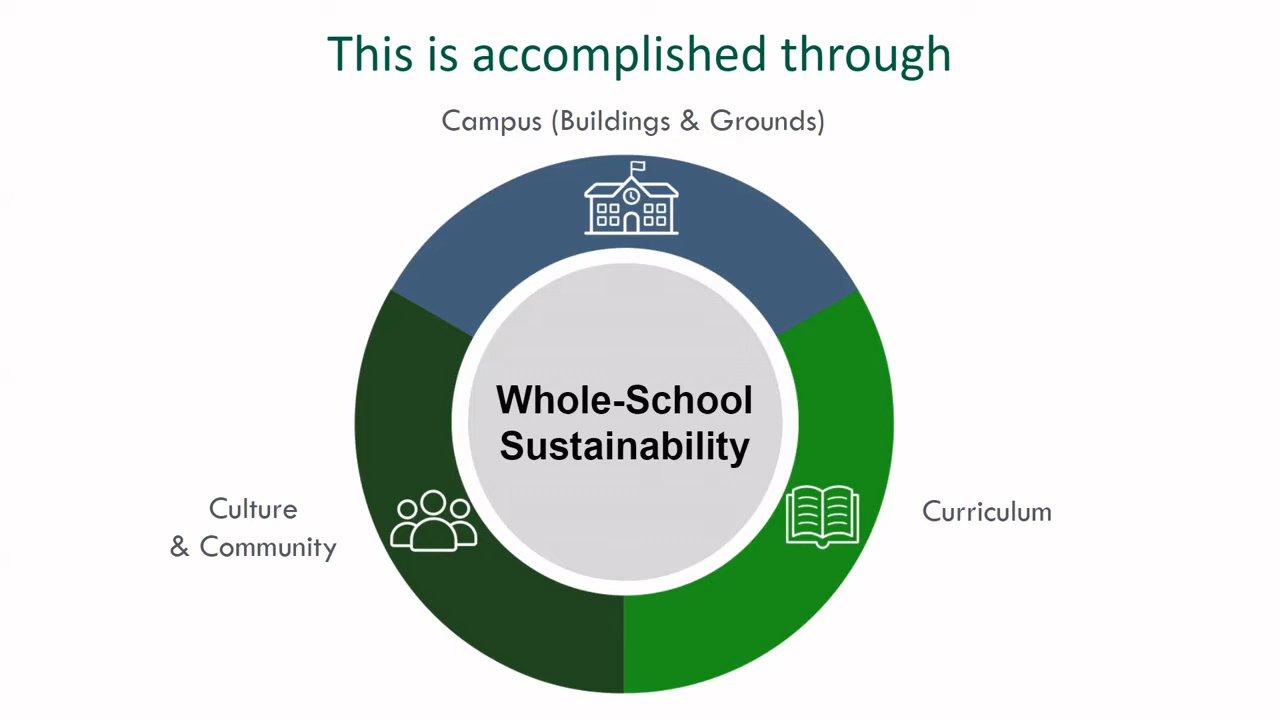 This is accomplished through
Campus (Buildings & Grounds)
Whole-School
Sustainability
Culture
& Community
Curriculum